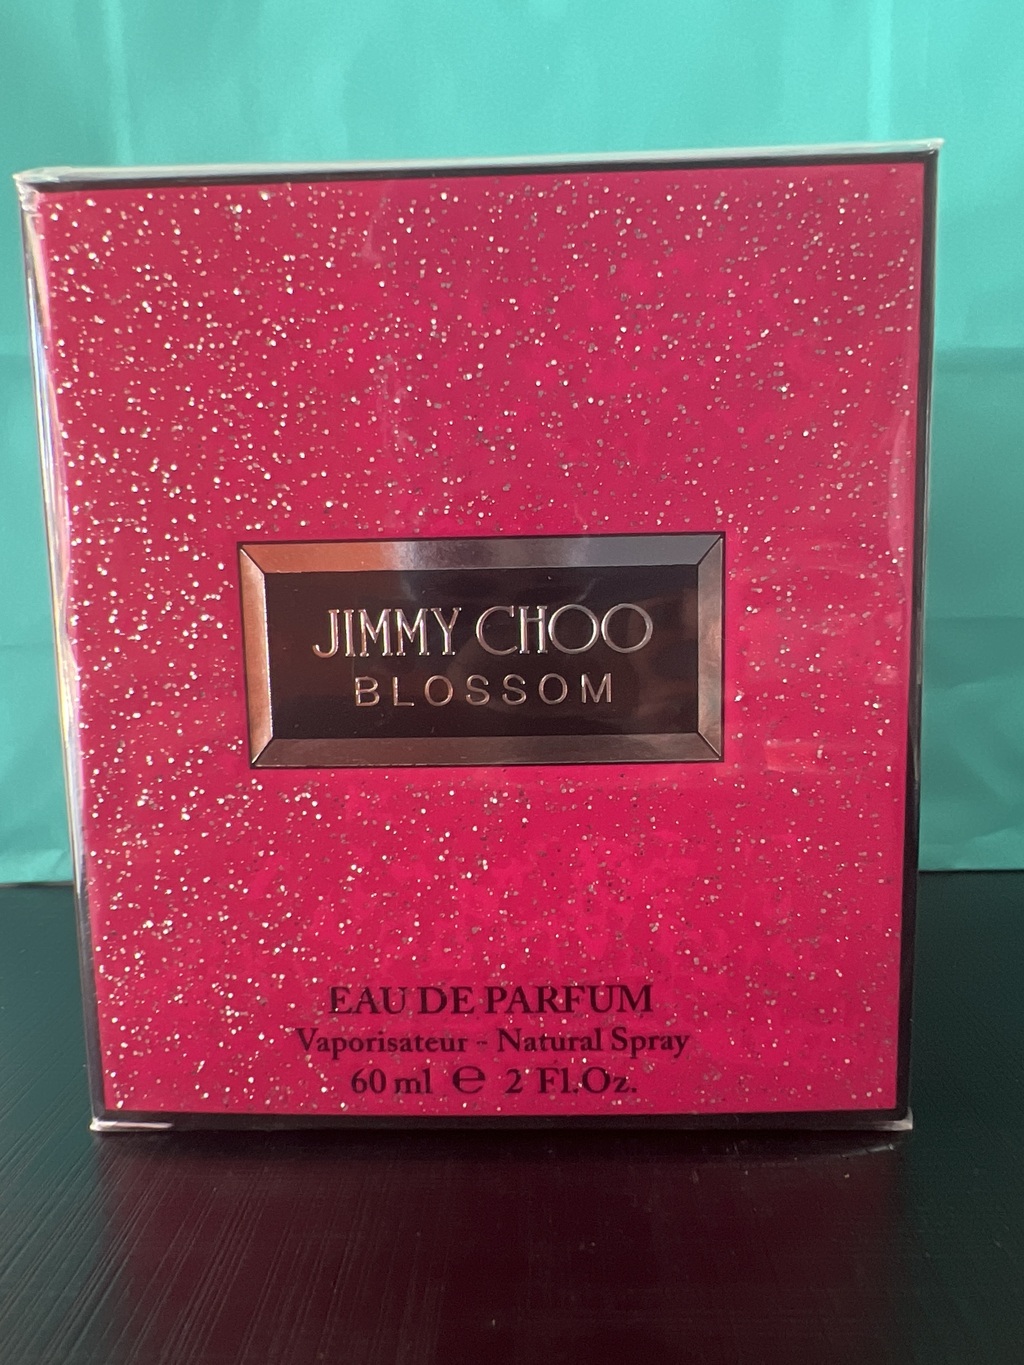 JIMMY CHOO
BLOSSOM
EAU DE PARFUM
Vaporisateur - Natural Spray
60 ml ℮ 2 Fl.Oz.